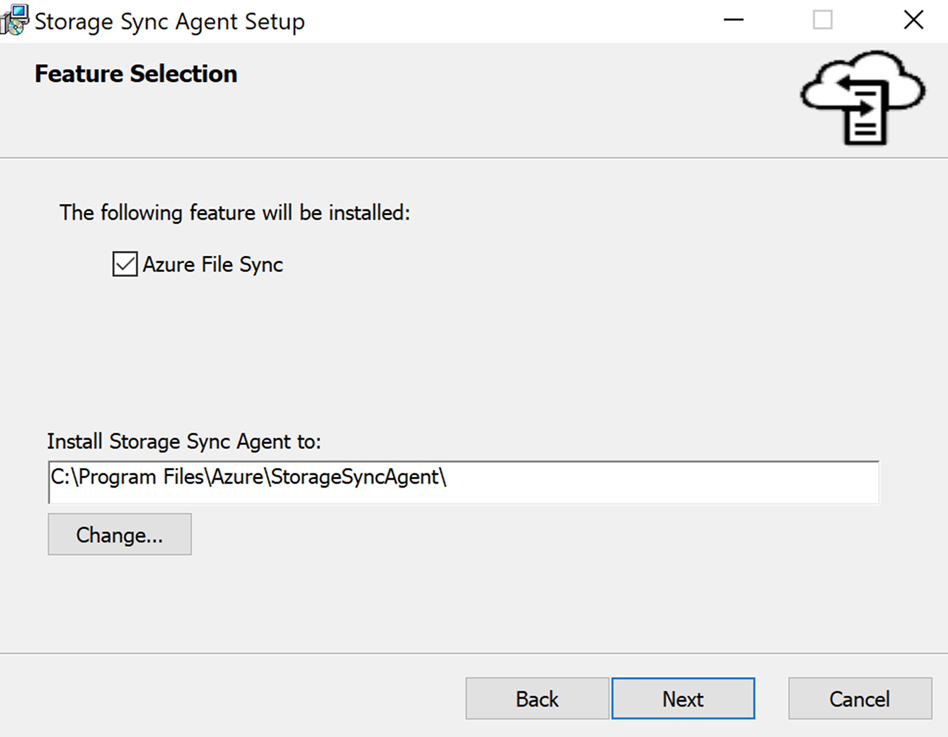 Storage Sync Agent Setup
Feature Selection
The following feature will be installed:
Azure File Sync
Install Storage Sync Agent to:
C:\Program Files\Azure\StorageSyncAgent\
Change...
Back
Next
Cancel